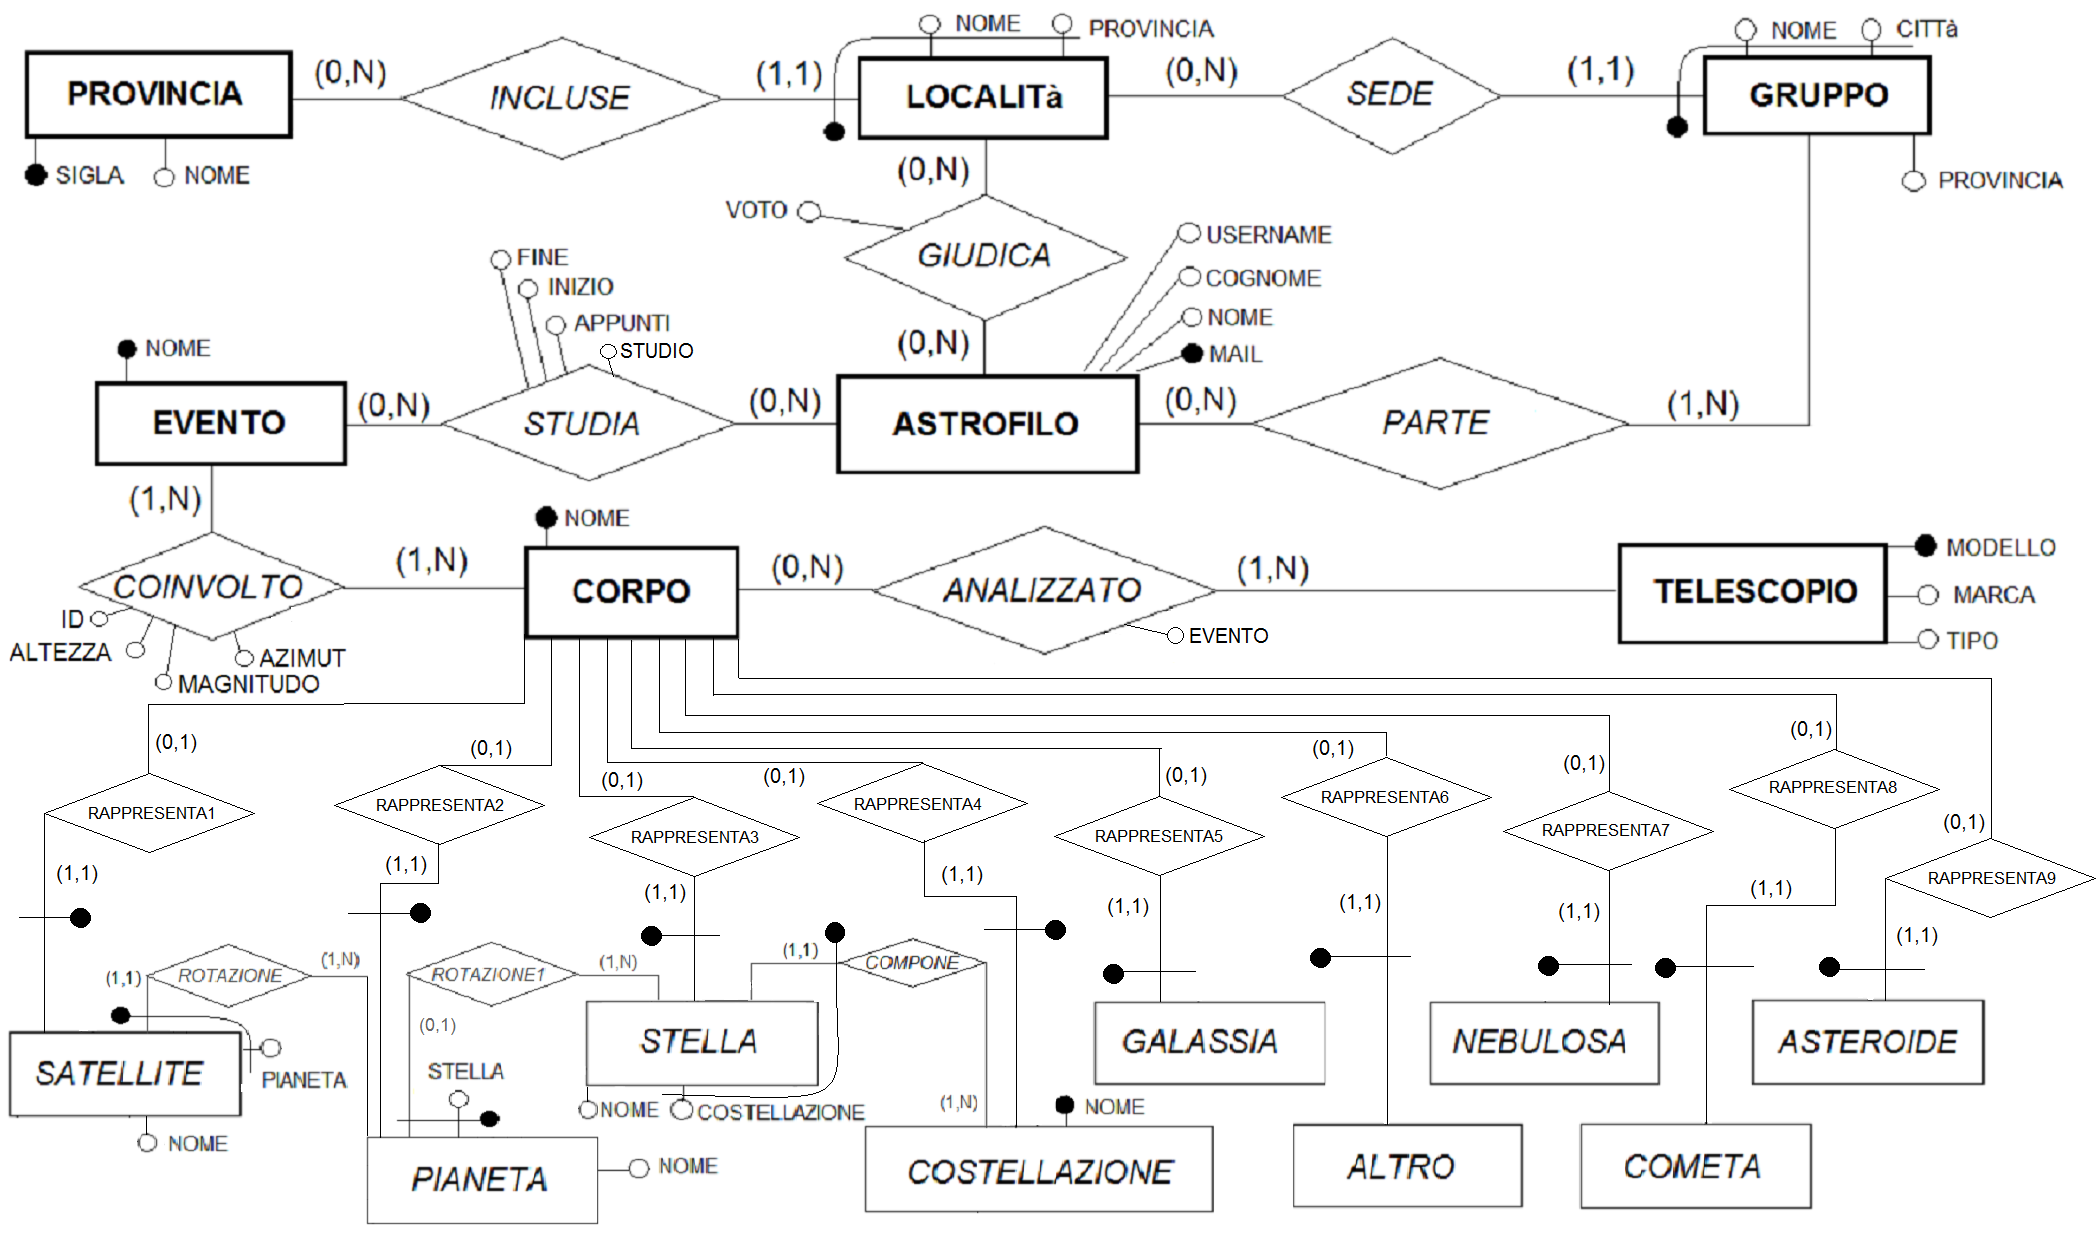 NOME
PROVINCIA
NOME
CITTà
PROVINCIA
(0,N)
INCLUSE
(1,1)
LOCALITà
(0,N)
SEDE
(1,1)
GRUPPO
SIGLA
NOME
(0,N)
PROVINCIA
VOTO
GIUDICA
USERNAME
COGNOME
NOME
MAIL
FINE
INIZIO
APPUNTI
STUDIO
(0,N)
NOME
EVENTO
(0,N)
STUDIA
(0,N)
ASTROFILO
(0,N)
PARTE
(1,N)
(1,N)
NOME
COINVOLTO
(1,N)
CORPO
(0,N)
ANALIZZATO
(1,N)
TELESCOPIO
MODELLO
MARCA
TIPO
ID
ALTEZZA
MAGNITUDO
AZIMUT
EVENTO
(0,1)
(0,1)
(0,1)
(0,1)
(0,1)
(0,1)
(0,1)
(0,1)
(0,1)
RAPPRESENTA1
RAPPRESENTA2
RAPPRESENTA3
RAPPRESENTA4
RAPPRESENTA5
RAPPRESENTA6
RAPPRESENTA7
RAPPRESENTA8
RAPPRESENTA9
(1,1)
(1,1)
(1,1)
(1,1)
(1,1)
(1,1)
(1,1)
(1,1)
(1,1)
(1,1)
ROTAZIONE
(1,N)
ROTAZIONE1
(1,N)
(1,1)
COMPONE
(0,1)
SATELLITE
PIANETA
NOME
STELLA
STELLA
NOME
COSTELLAZIONE
(1,N)
NOME
GALASSIA
NEBULOSA
ASTEROIDE
PIANETA
NOME
COSTELLAZIONE
ALTRO
COMETA